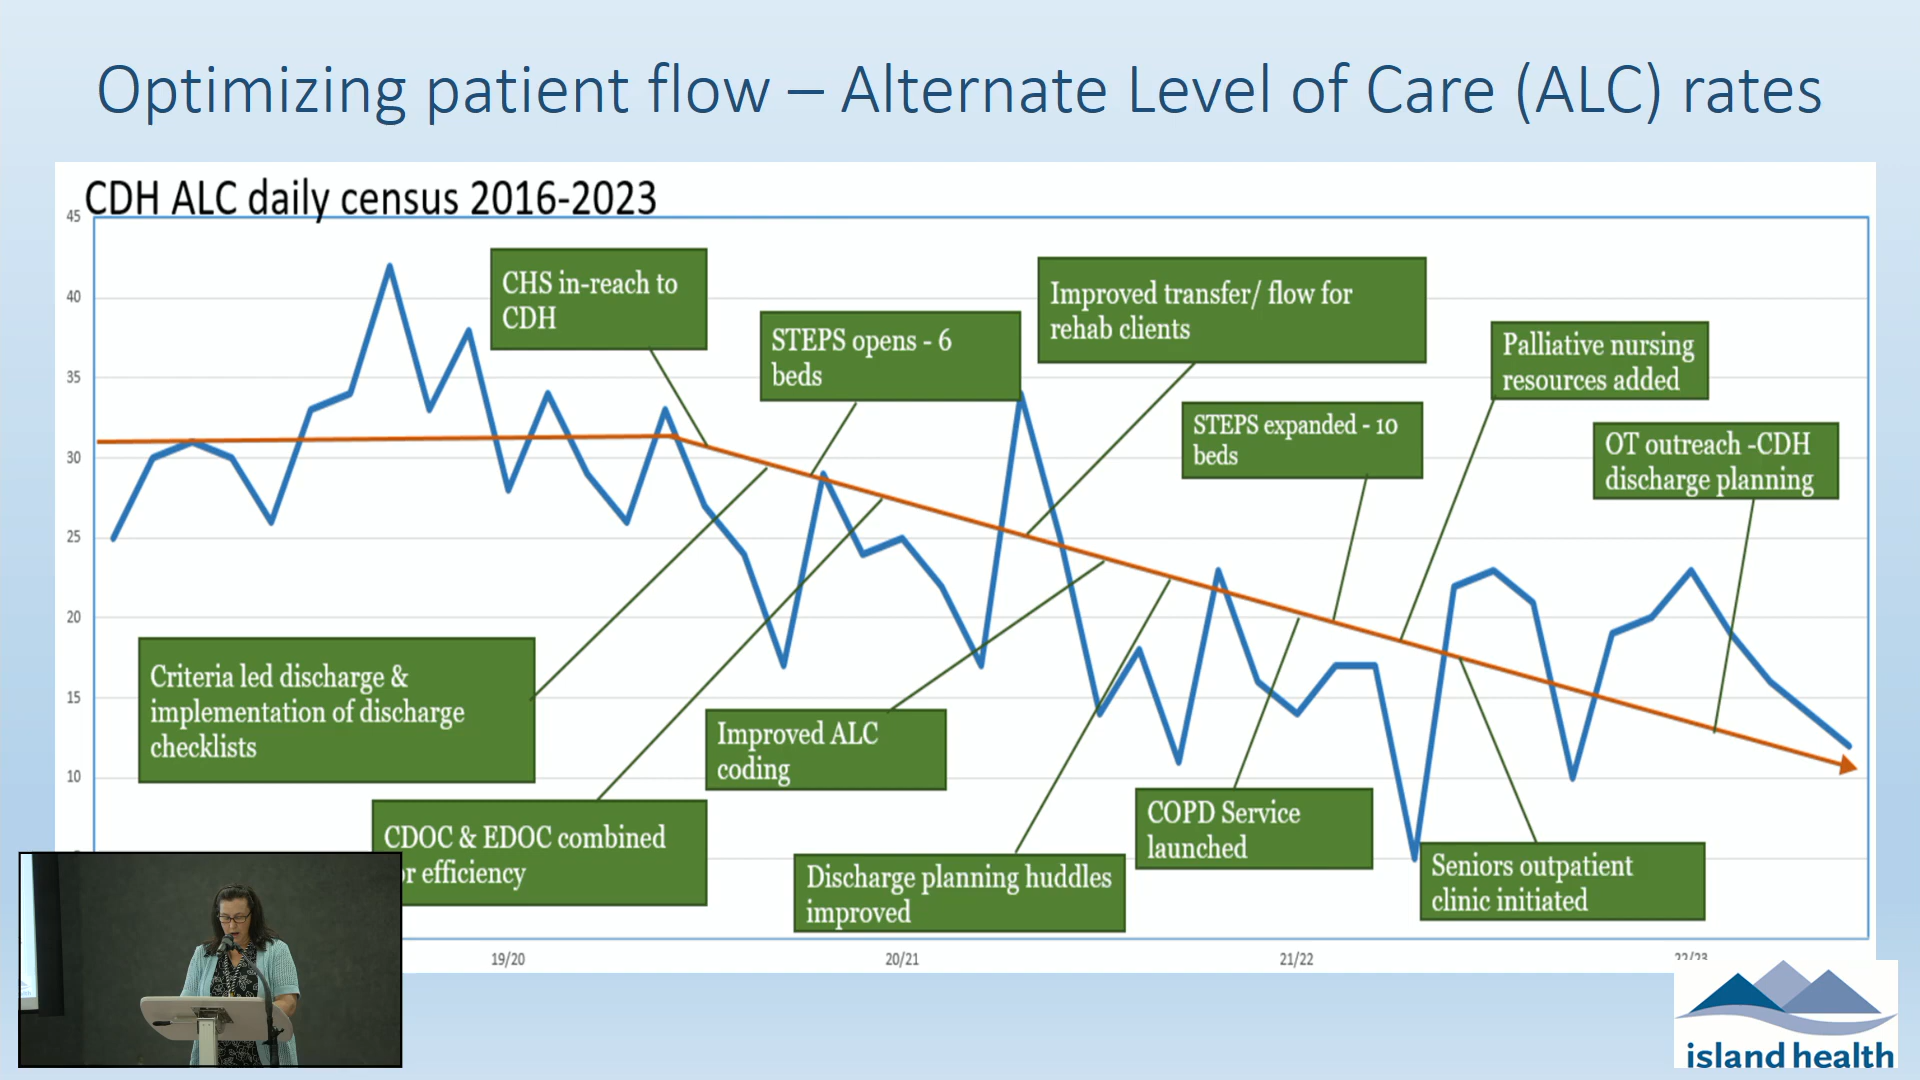 Optimizing patient flow – Alternate Level of Care (ALC) rates
CDH ALC daily census 2016-2023
45
40
35
30
25
20
15
10
CHS in-reach to
CDH
STEPS opens - 6
beds
Improved transfer/ flow for
rehab clients
Palliative nursing
resources added
STEPS expanded - 10
beds
OT outreach -CDH
discharge planning
Criteria led discharge &
implementation of discharge
checklists
Improved ALC
coding
CDOC & EDOC combined
efficiency
COPD Service
launched
Discharge planning huddles
improved
Seniors outpatient
clinic initiated
19/20
20/21
21/22
22/23
island health